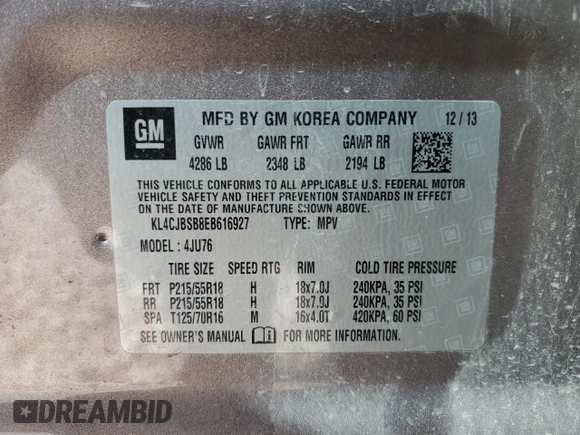 GM MFD BY GM KOREA COMPANY 12 / 13
GVWR GAWR FRT GAWR RR
4286 LB 2348 LB 2194 LB
THIS VEHICLE CONFORMS TO ALL APPLICABLE U.S. FEDERAL MOTOR
VEHICLE SAFETY AND THEFT PREVENTION STANDARDS IN EFFECT
ON THE DATE OF MANUFACTURE SHOWN ABOVE.
KL4CJBSB8EB616927 TYPE: MPV
MODEL : 4JU76
TIRE SIZE SPEED RTG RIM COLD TIRE PRESSURE
FRT P215/55R18 H 18x7.0J 240KPA, 35 PSI
RR P215/55R18 H 18x7.0J 240KPA, 35 PSI
SPA T125/70R16 M 16x4.0T 420KPA, 60 PSI
SEE OWNER'S MANUAL FOR MORE INFORMATION.
DREAMBID